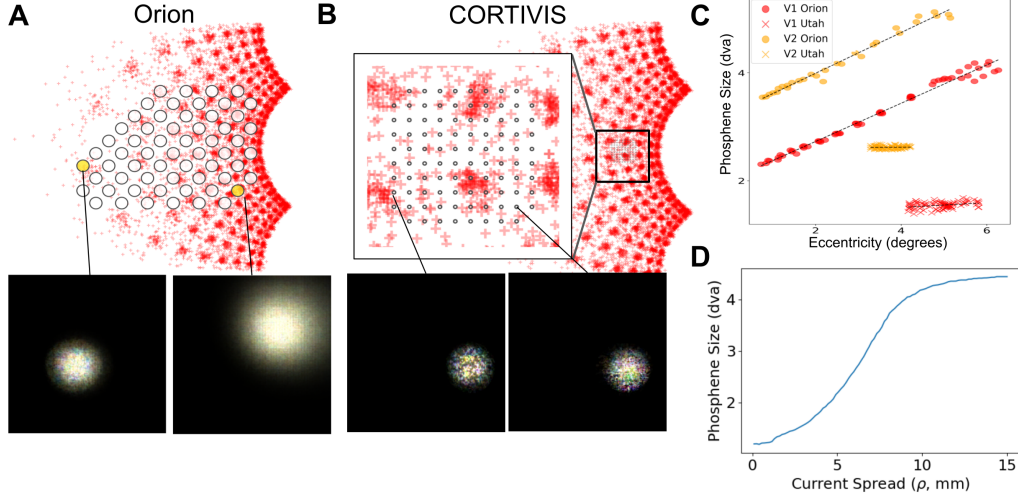 A
Orion
B
CORTIVIS
C
V1 Orion
V1 Utah
V2 Orion
V2 Utah
Phosphene Size (dva)
4
2
2
4
6
Eccentricity (degrees)
D
Phosphene Size (dva)
4
3
2
0
5
10
15
Current Spread (ρ, mm)